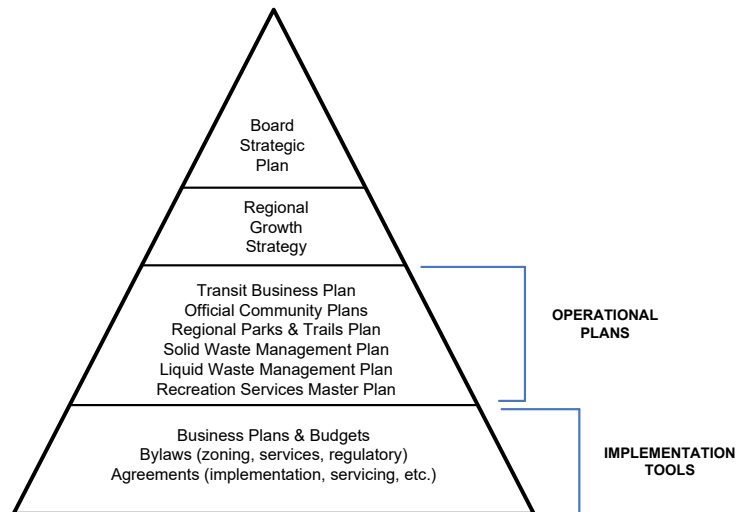 Board
Strategic
Plan
Regional
Growth
Strategy
Transit Business Plan
Official Community Plans
Regional Parks & Trails Plan
Solid Waste Management Plan
Liquid Waste Management Plan
Recreation Services Master Plan
OPERATIONAL
PLANS
Business Plans & Budgets
Bylaws (zoning, services, regulatory)
Agreements (implementation, servicing, etc.)
IMPLEMENTATION
TOOLS